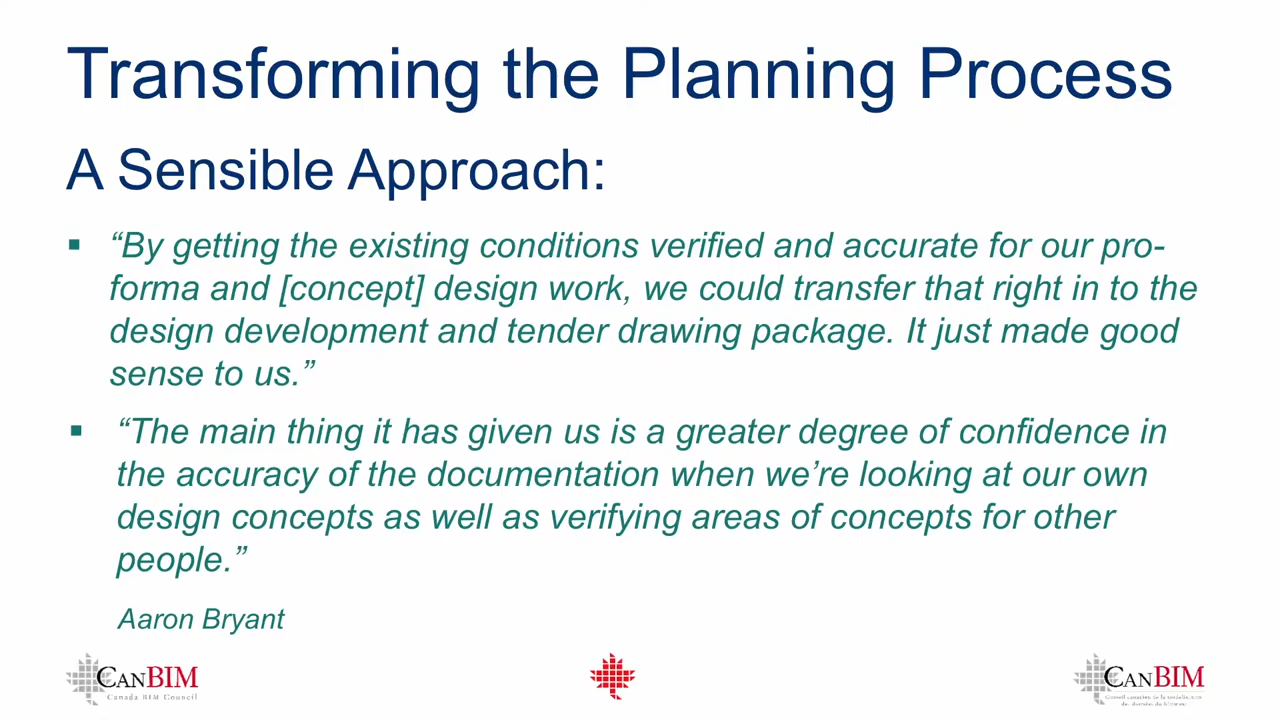 Transforming the Planning Process
A Sensible Approach:
▪ “By getting the existing conditions verified and accurate for our pro-
forma and [concept] design work, we could transfer that right in to the
design development and tender drawing package. It just made good
sense to us.”
▪ “The main thing it has given us is a greater degree of confidence in
the accuracy of the documentation when we’re looking at our own
design concepts as well as verifying areas of concepts for other
people.”
Aaron Bryant
CanBIM
Canada BIM Council
CanBIM
Conseil canadien de la